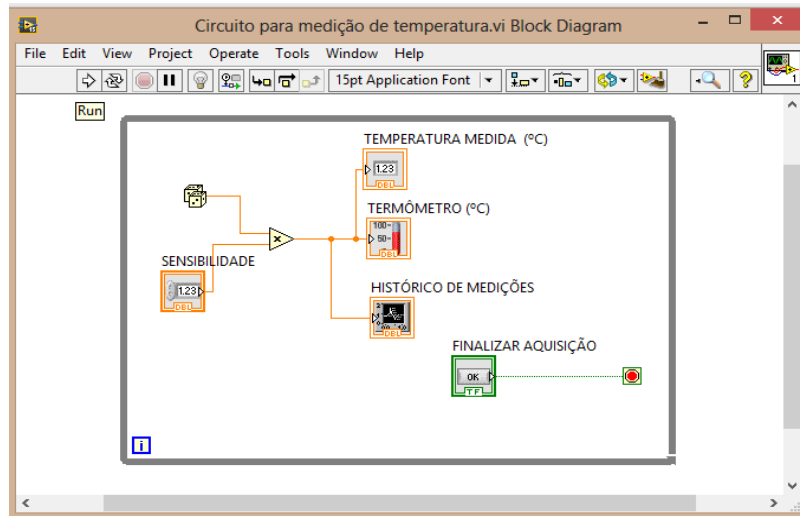 Circuito para medição de temperatura.vi Block Diagram
File Edit View Project Operate Tools Window Help
15pt Application Font
1
Run
TEMPERATURA MEDIDA (ºC)
1.23
DBL
TERMÔMETRO (ºC)
100
50
DBL
SENSIBILIDADE
1.23
DBL
HISTÓRICO DE MEDIÇÕES
DBL
FINALIZAR AQUISIÇÃO
OK
TF
i